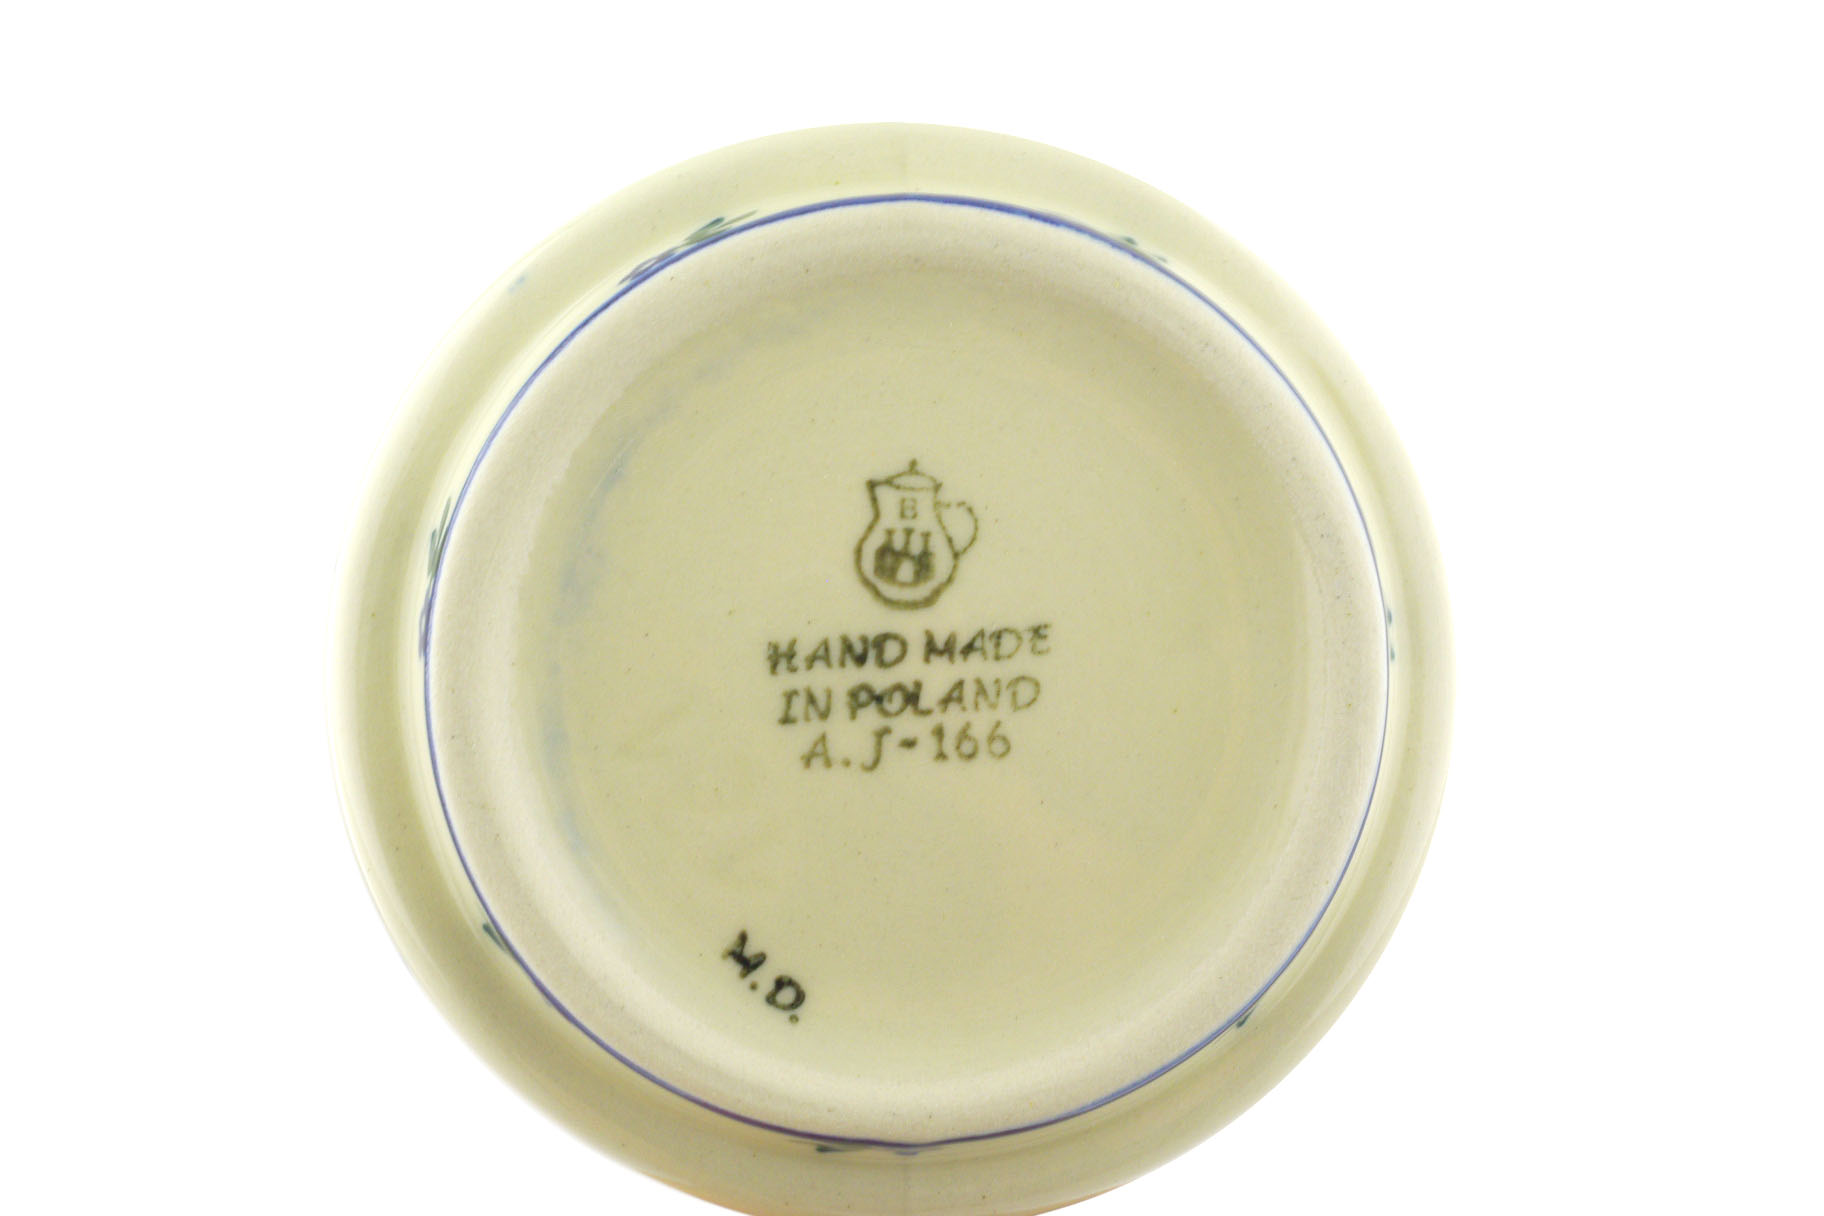 B
HAND MADE
IN POLAND
A.J-166
M.D.